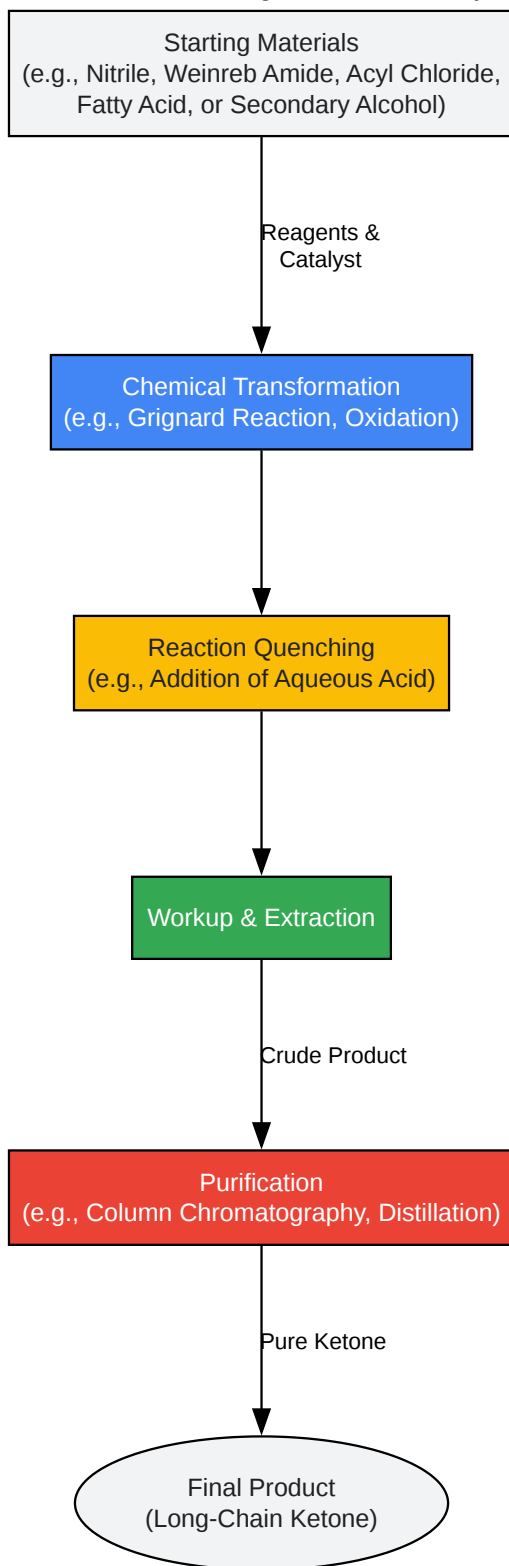 Starting Materials
(e.g., Nitrile, Weinreb Amide, Acyl Chloride,
Fatty Acid, or Secondary Alcohol)
Reagents &
Catalyst
Chemical Transformation
(e.g., Grignard Reaction, Oxidation)
Reaction Quenching
(e.g., Addition of Aqueous Acid)
Workup & Extraction
Crude Product
Purification
(e.g., Column Chromatography, Distillation)
Pure Ketone
Final Product
(Long-Chain Ketone)